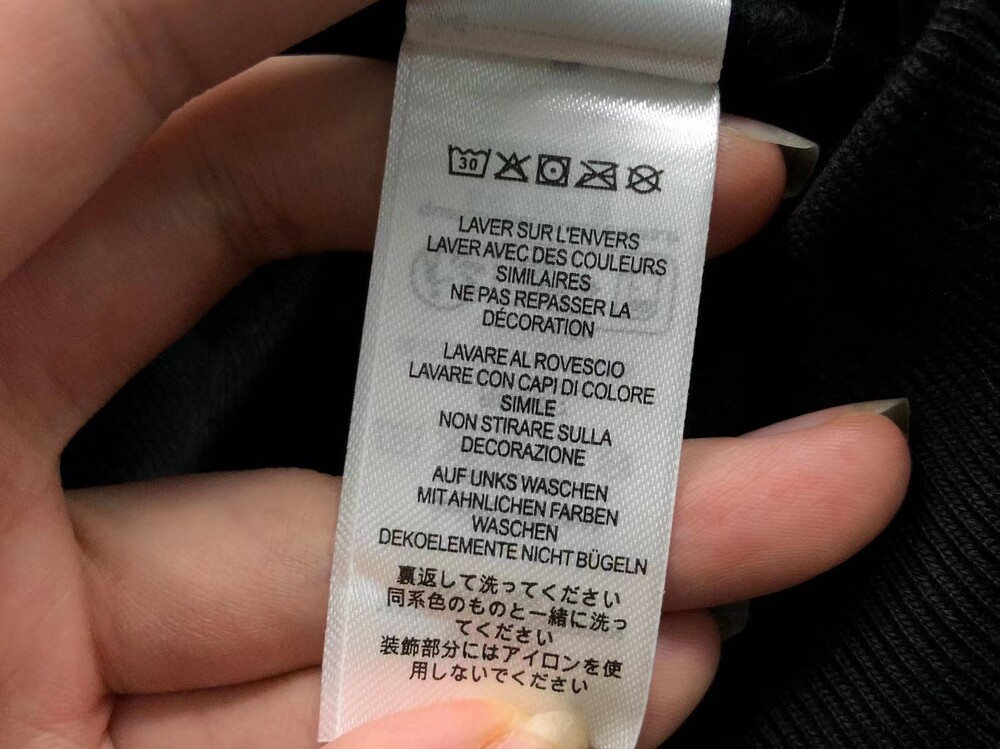 30
LAVER SUR L'ENVERS
LAVER AVEC DES COULEURS
SIMILAIRES
NE PAS REPASSER LA
DÉCORATION
LAVARE AL ROVESCIO
LAVARE CON CAPI DI COLORE
SIMILE
NON STIRARE SULLA
DECORAZIONE
AUF UNKS WASCHEN
MIT AHNLICHEN FARBEN
WASCHEN
DEKOELEMENTE NICHT BÜGELN
裏返して洗ってください
同系色のものと一緒に洗っ
てください
装飾部分にはアイロンを使
用しないでください